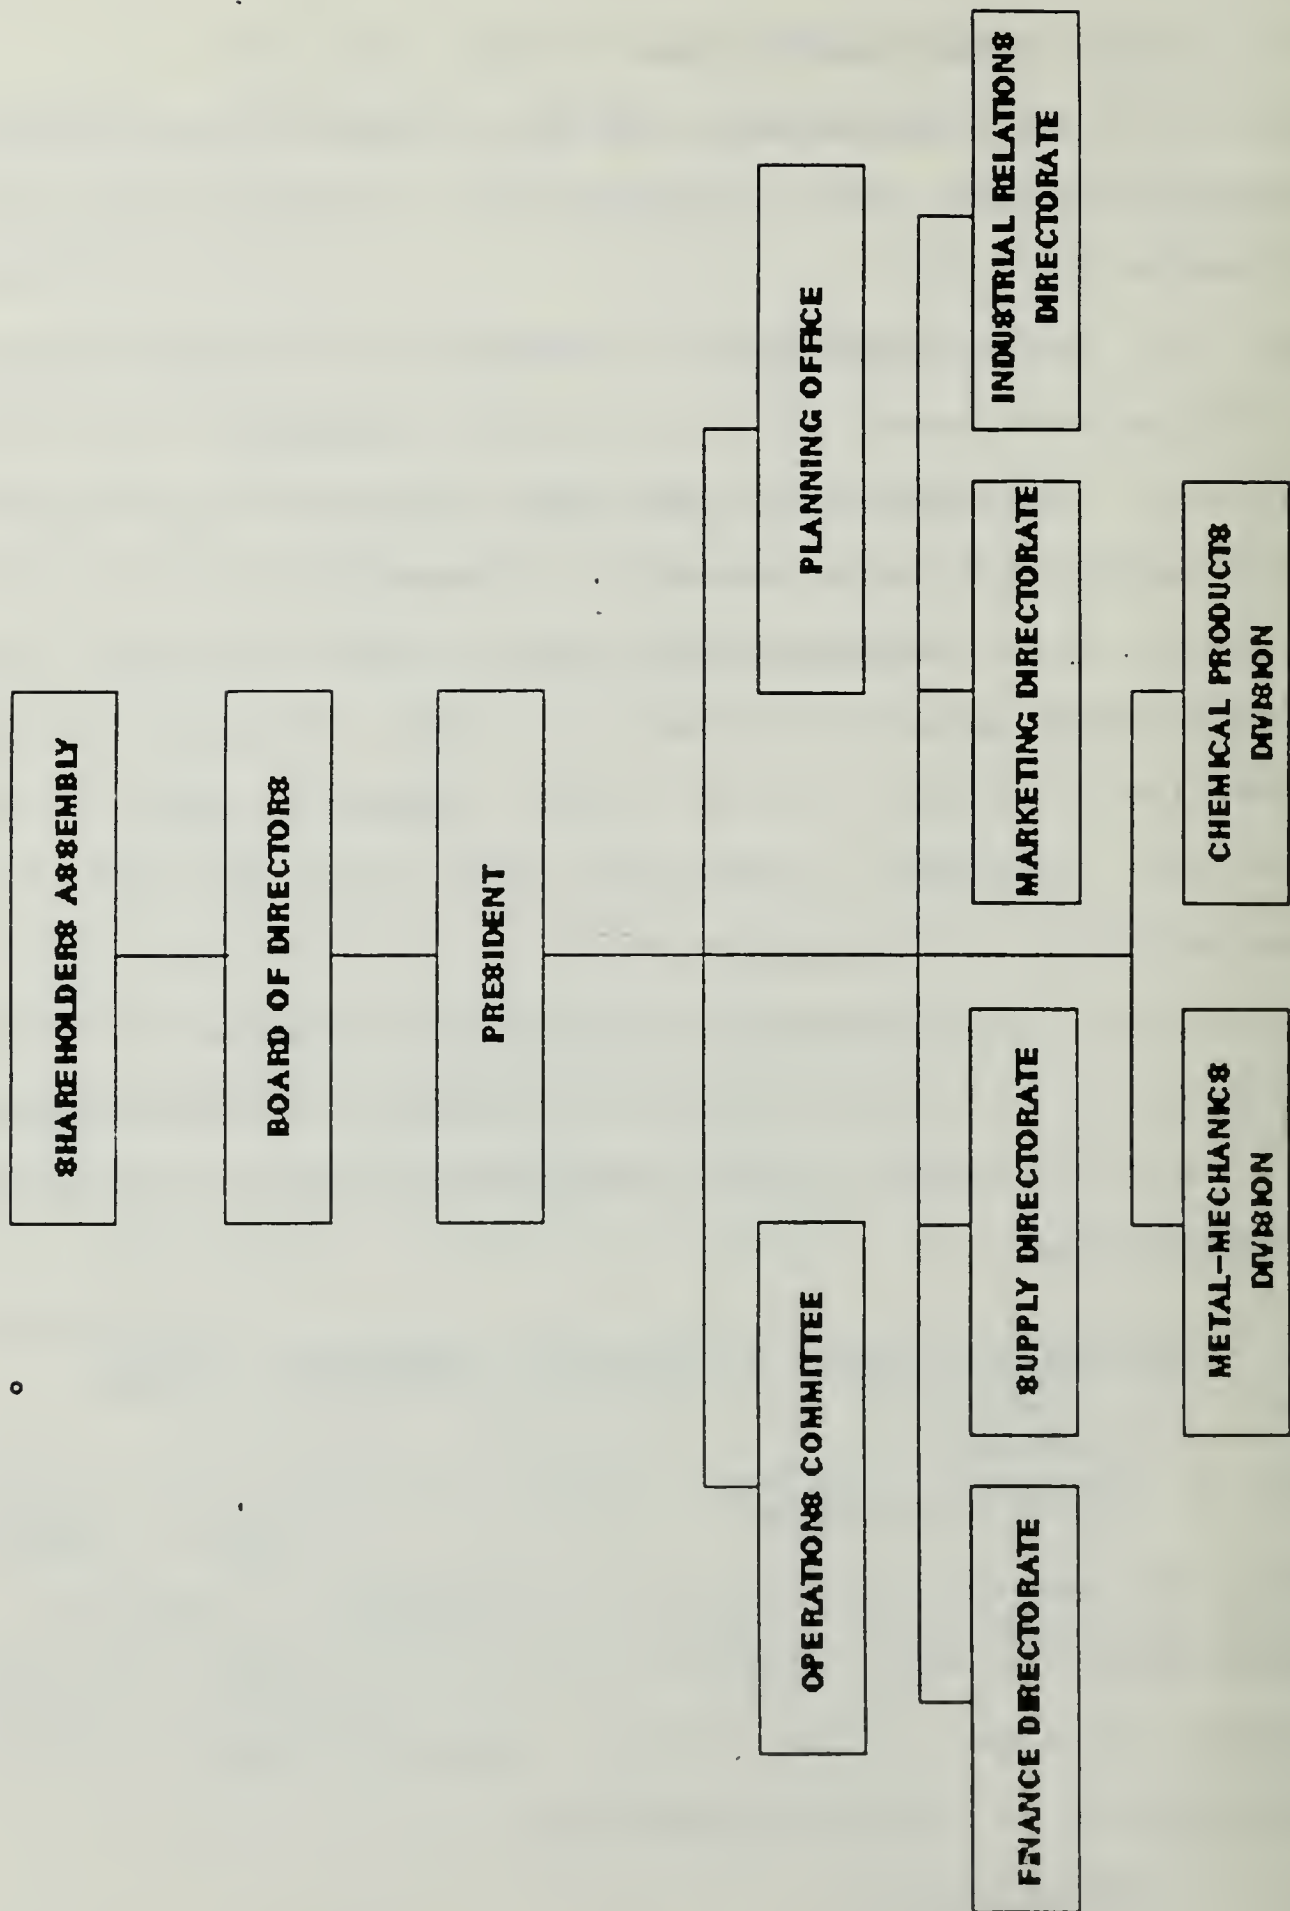 SHAREHOLDERS ASSEMBLY
BOARD OF DIRECTORS
PRESIDENT
OPERATIONS COMMITTEE
PLANNING OFFICE
FINANCE DIRECTORATE
SUPPLY DIRECTORATE
MARKETING DIRECTORATE
INDUSTRIAL RELATIONS
DIRECTORATE
METAL-MECHANICS
DIVISION
CHEMICAL PRODUCTS
DIVISION